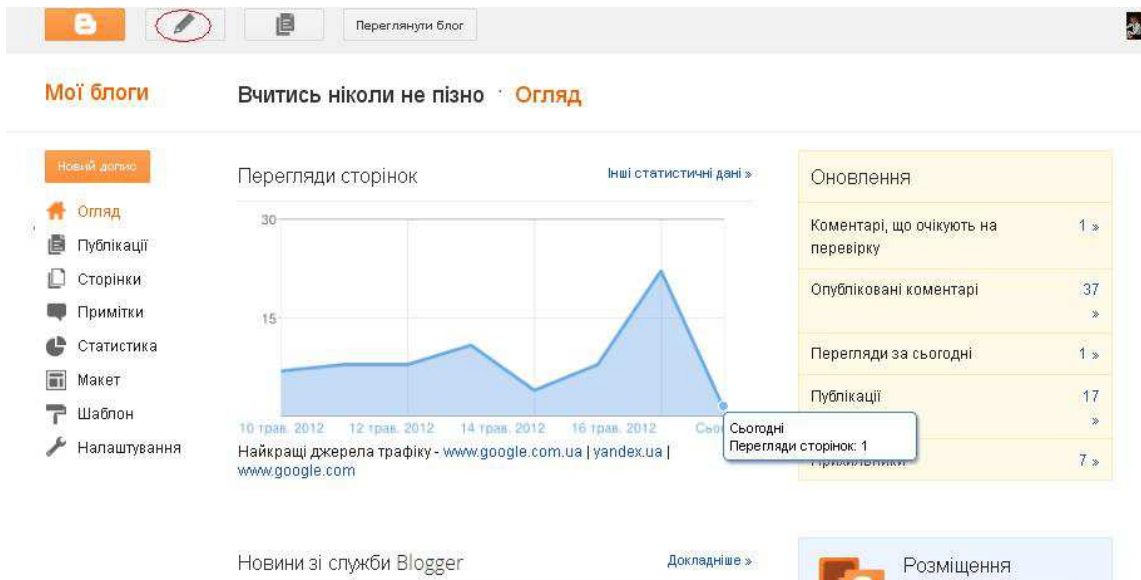 Переглянути блог
Мої блоги
Вчитись ніколи не пізно · Огляд
Новый допис
Огляд
Публікації
Сторінки
Примітки
Статистика
Макет
Шаблон
Налаштування
Перегляди сторінок
Інші статистичні дані »
30
15
10 трав. 2012 12 трав. 2012 14 трав. 2012 16 трав. 2012
Сьогодні
Перегляди сторінок: 1
Найкращі джерела трафіку - www.google.com.ua | yandex.ua |
www.google.com
Оновлення
Коментарі, що очікують на 1 »
перевірку
Опубліковані коментарі 37
»
Перегляди за сьогодні 1 »
Публікації 17
»
7 »
Новини зі служби Blogger
Докладніше »
Розміщення